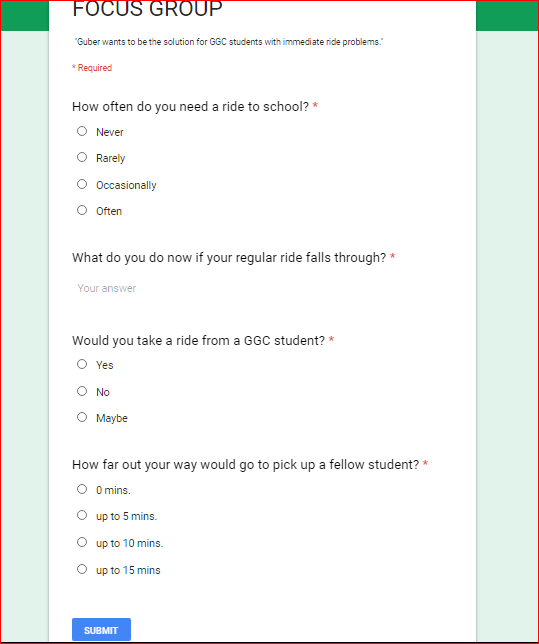 FOCUS GROUP
"Guber wants to be the solution for GGC students with immediate ride problems."
* Required
How often do you need a ride to school? *
Never
Rarely
Occasionally
Often
What do you do now if your regular ride falls through? *
Your answer
Would you take a ride from a GGC student? *
Yes
No
Maybe
How far out your way would go to pick up a fellow student? *
0 mins.
up to 5 mins.
up to 10 mins.
up to 15 mins
SUBMIT